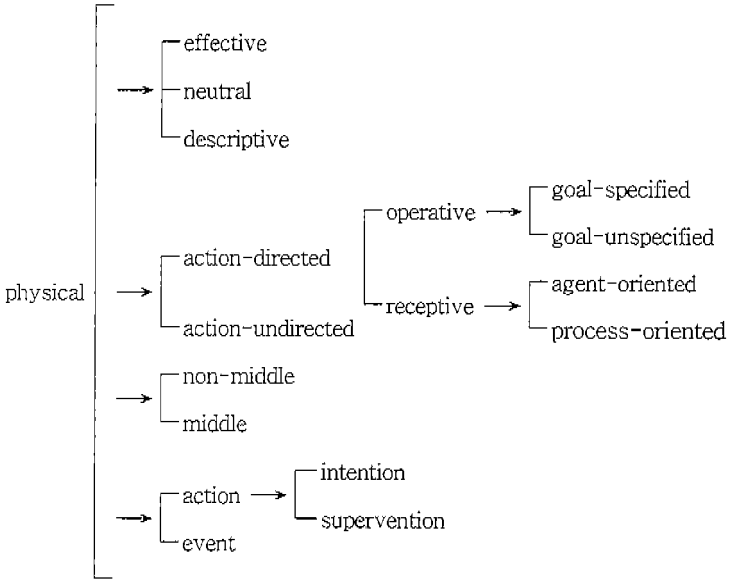 effective
neutral
descriptive
goal-specified
operative
goal-unspecified
action-directed
agent-oriented
physical
receptive
action-undirected
process-oriented
non-middle
middle
intention
action
supervention
event